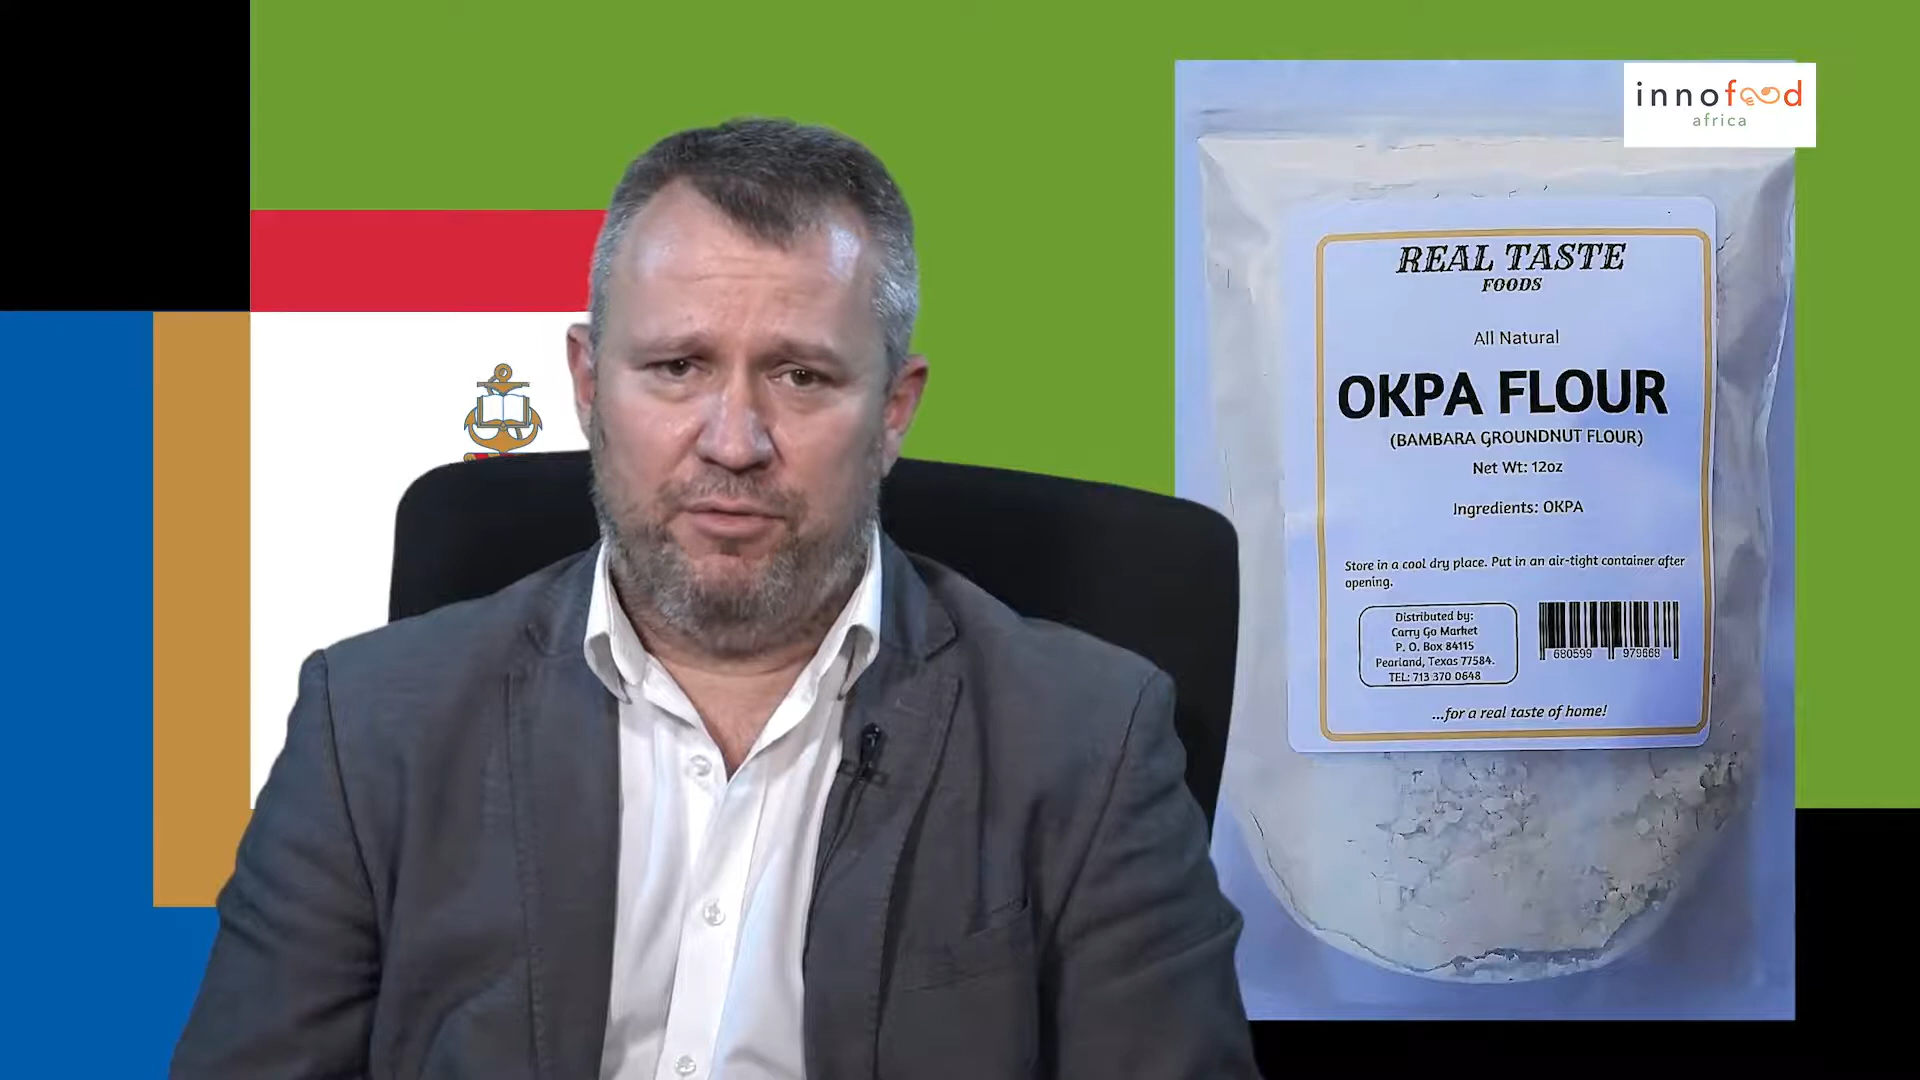 innofood
africa
REAL TASTE
FOODS
All Natural
OKPA FLOUR
(BAMBARA GROUNDNUT FLOUR)
Net Wt: 12oz
Ingredients: OKPA
Store in a cool dry place. Put in an air-tight container after
opening.
Distributed by:
Carry Go Market
P. O. Box 84115
Pearland, Texas 77584.
TEL: 713 370 0648
680599 979668
...for a real taste of home!